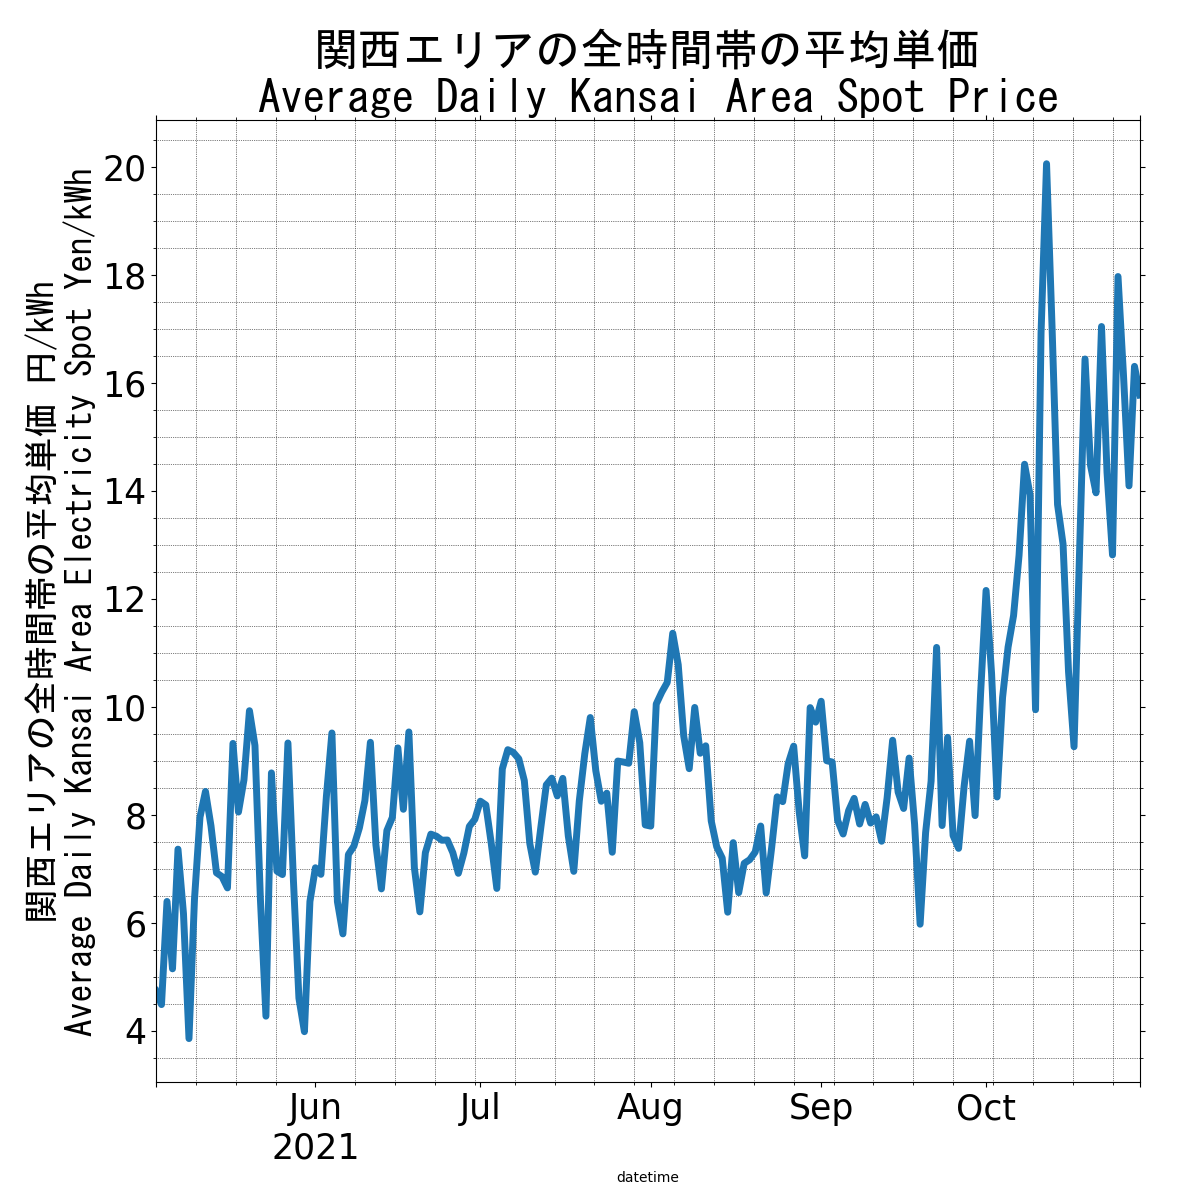 関西エリアの全時間帯の平均単価
Average Daily Kansai Area Spot Price
関西エリアの全時間帯の平均単価 円/kWh
Average Daily Kansai Area Electricity Spot Yen/kWh
20
18
16
14
12
10
8
6
4
Jun
2021
Jul
Aug
Sep
Oct
datetime